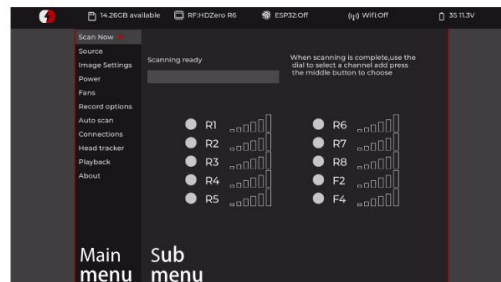 14.26GB available RF:HDZero R6 ESP32:Off WiFi:Off 3S 11.3V
Scan Now
Source
Image Settings
Power
Fans
Record options
Auto scan
Connections
Head tracker
Playback
About
Scanning ready
When scanning is complete,use the
dial to select a channel add press
the middle button to choose
R1
R2
R3
R4
R5
R6
R7
R8
F2
F4
Main
menu
Sub
menu